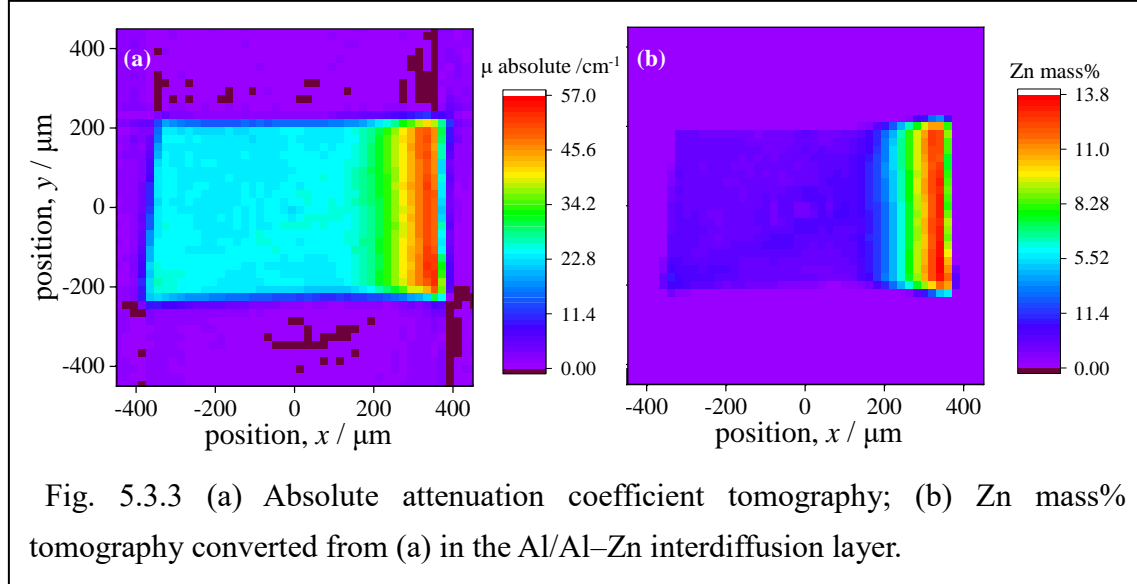 (a)
μ absolute /cm-1
400
200
0
-200
-400
-400 -200 0 200 400
position, y / μm
position, x / μm
57.0
45.6
34.2
22.8
11.4
0.00
(b)
Zn mass%
-400 -200 0 200 400
position, x / μm
13.8
11.0
8.28
5.52
2.76
0.00
Fig. 5.3.3 (a) Absolute attenuation coefficient tomography; (b) Zn mass%
tomography converted from (a) in the Al/Al–Zn interdiffusion layer.